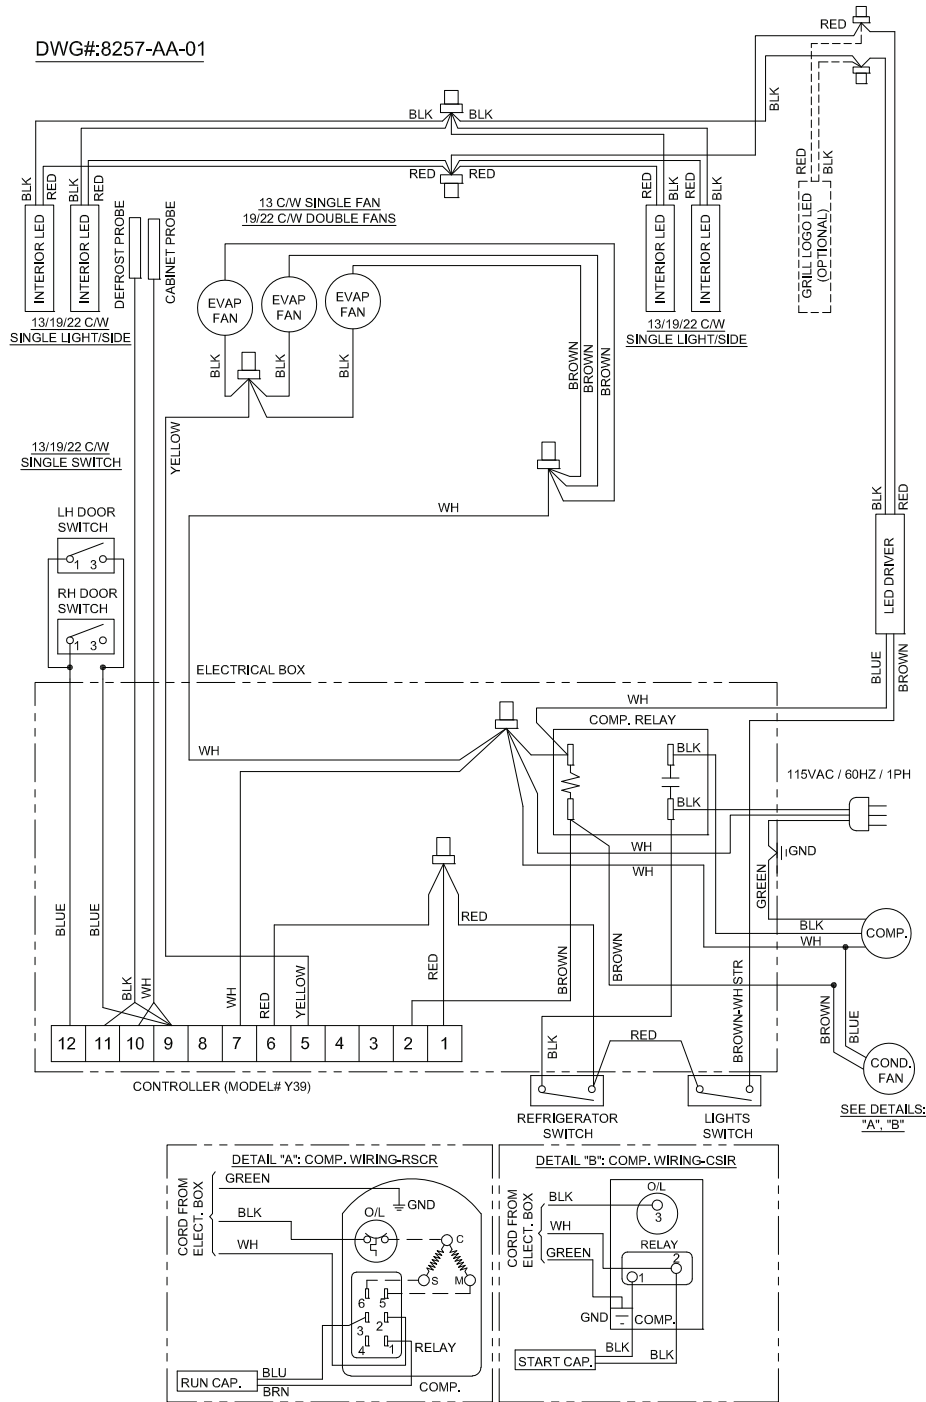 DWG#:8257-AA-01
RED
BLK
BLK
BLK
RED
RED
BLK
RED
BLK
RED
INTERIOR LED
INTERIOR LED
DEFROST PROBE
CABINET PROBE
13 C/W SINGLE FAN
19/22 C/W DOUBLE FANS
RED
BLK
RED
BLK
INTERIOR LED
INTERIOR LED
RED
BLK
GRILL LOGO LED
(OPTIONAL)
13/19/22 C/W
SINGLE LIGHT/SIDE
EVAP
FAN
EVAP
FAN
EVAP
FAN
13/19/22 C/W
SINGLE LIGHT/SIDE
BLK
BLK
BLK
BROWN
BROWN
BROWN
YELLOW
13/19/22 C/W
SINGLE SWITCH
WH
BLK
RED
LH DOOR
SWITCH
1 3
RH DOOR
SWITCH
1 3
LED DRIVER
BLUE
BROWN
ELECTRICAL BOX
WH
COMP. RELAY
WH
BLK
BLK
115VAC / 60HZ / 1PH
WH
WH
GND
GREEN
BLUE
BLUE
BLK
WH
WH
RED
YELLOW
RED
RED
BROWN
BROWN
BROWN-WH STR
BLK
WH
COMP.
12 11 10 9 8 7 6 5 4 3 2 1
CONTROLLER (MODEL# Y39)
BLK
RED
BROWN
BLUE
COND.
FAN
REFRIGERATOR
SWITCH
LIGHTS
SWITCH
SEE DETAILS:
"A", "B"
DETAIL "A": COMP. WIRING-RSCR
CORD FROM
ELECT. BOX
GREEN
BLK
WH
GND
O/L
C
S
M
6 5
3 2
4 1
RELAY
RUN CAP.
BLU
BRN
COMP.
DETAIL "B": COMP. WIRING-CSIR
CORD FROM
ELECT. BOX
BLK
WH
GREEN
O/L
3
RELAY
2
1
GND
COMP.
START CAP.
BLK
BLK